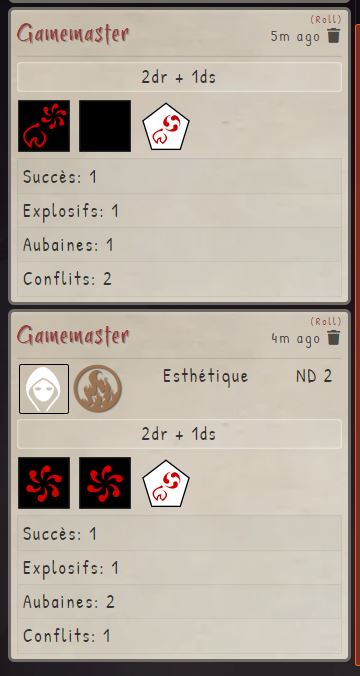 (Roll)
Gamemaster
5m ago
2dr + 1ds
Succès: 1
Explosifs: 1
Aubaines: 1
Conflits: 2
(Roll)
Gamemaster
4m ago
Esthétique ND 2
2dr + 1ds
Succès: 1
Explosifs: 1
Aubaines: 2
Conflits: 1